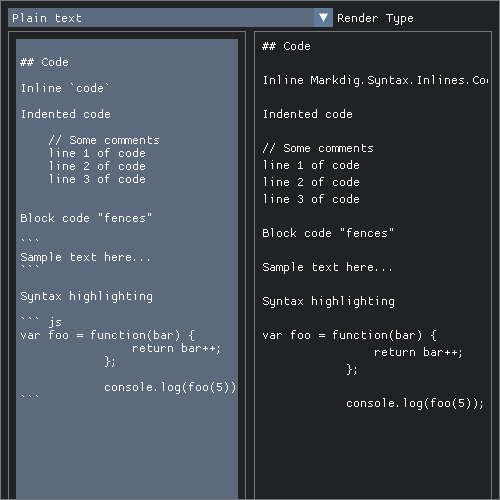 Plain text
Render Type
## Code
Inline `code`
Indented code
// Some comments
line 1 of code
line 2 of code
line 3 of code
Block code "fences"
```
Sample text here...
```
Syntax highlighting
``` js
var foo = function(bar) {
return bar++;
};
console.log(foo(5))
```
## Code
Inline Markdig.Syntax.Inlines.Co
Indented code
// Some comments
line 1 of code
line 2 of code
line 3 of code
Block code "fences"
Sample text here...
Syntax highlighting
var foo = function(bar) {
return bar++;
};
console.log(foo(5));